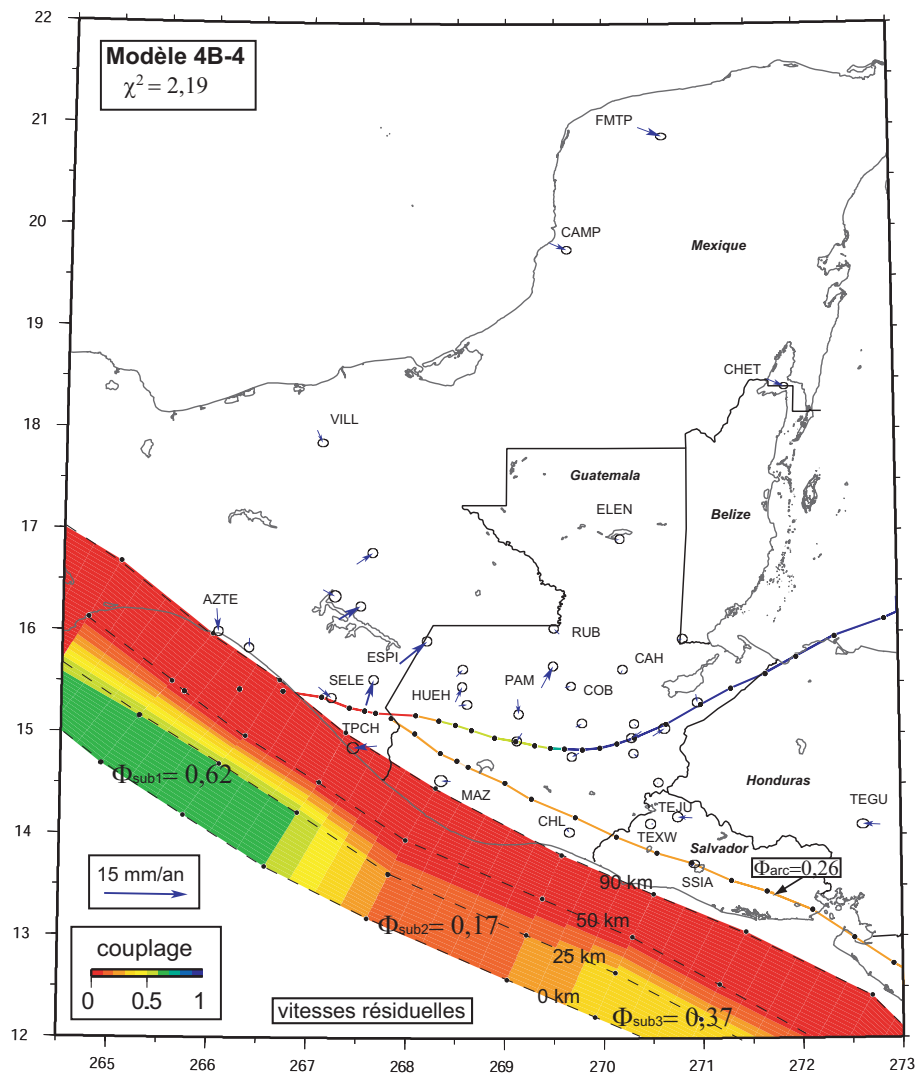 22
21
20
19
18
17
16
15
14
13
12
Modèle 4B-4
χ² = 2,19
FMTP
CAMP
Mexique
CHET
VILL
Guatemala
ELEN
Belize
AZTE
RUB
ESPI
CAH
SELE
HUEH
PAM
COB
TPCH
Φsub1= 0,62
MAZ
Honduras
TEJU
TEGU
CHL
TEXW
Salvador
SSIA
Φarc=0,26
15 mm/an
90 km
Φsub2= 0,17
50 km
couplage
25 km
0 0.5 1
0 km
vitesses résiduelles
Φsub3= 0,37
265 266 267 268 269 270 271 272 273